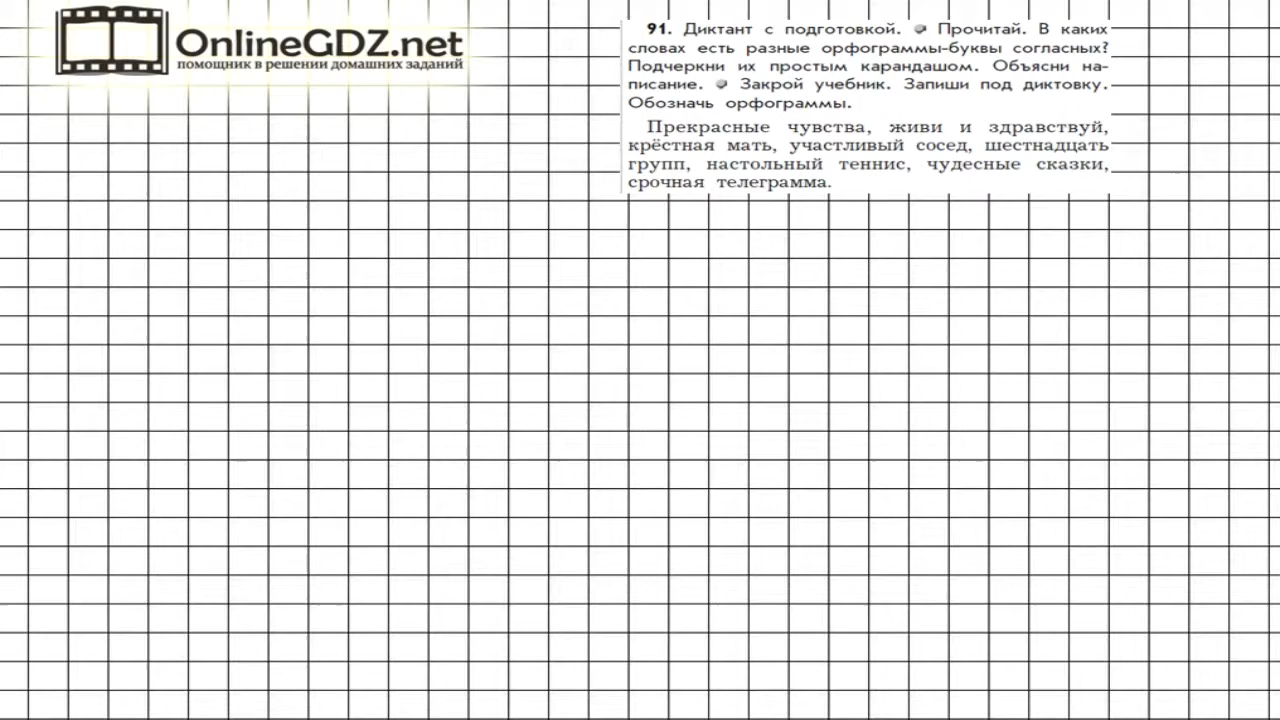 OnlineGDZ.net
помощник в решении домашних заданий
91. Диктант с подготовкой. Прочитай. В каких
словах есть разные орфограммы-буквы согласных?
Подчеркни их простым карандашом. Объясни на-
писание. Закрой учебник. Запиши под диктовку.
Обозначь орфограммы.
Прекрасные чувства, живи и здравствуй,
крёстная мать, участливый сосед, шестнадцать
групп, настольный теннис, чудесные сказки,
срочная телеграмма.